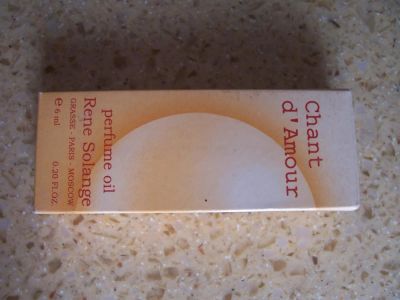 Chant
d'Amour
perfume oil
Rene Solange
GRASSE - PARIS - MOSCOW
e 6 ml 0.20 FL.OZ.